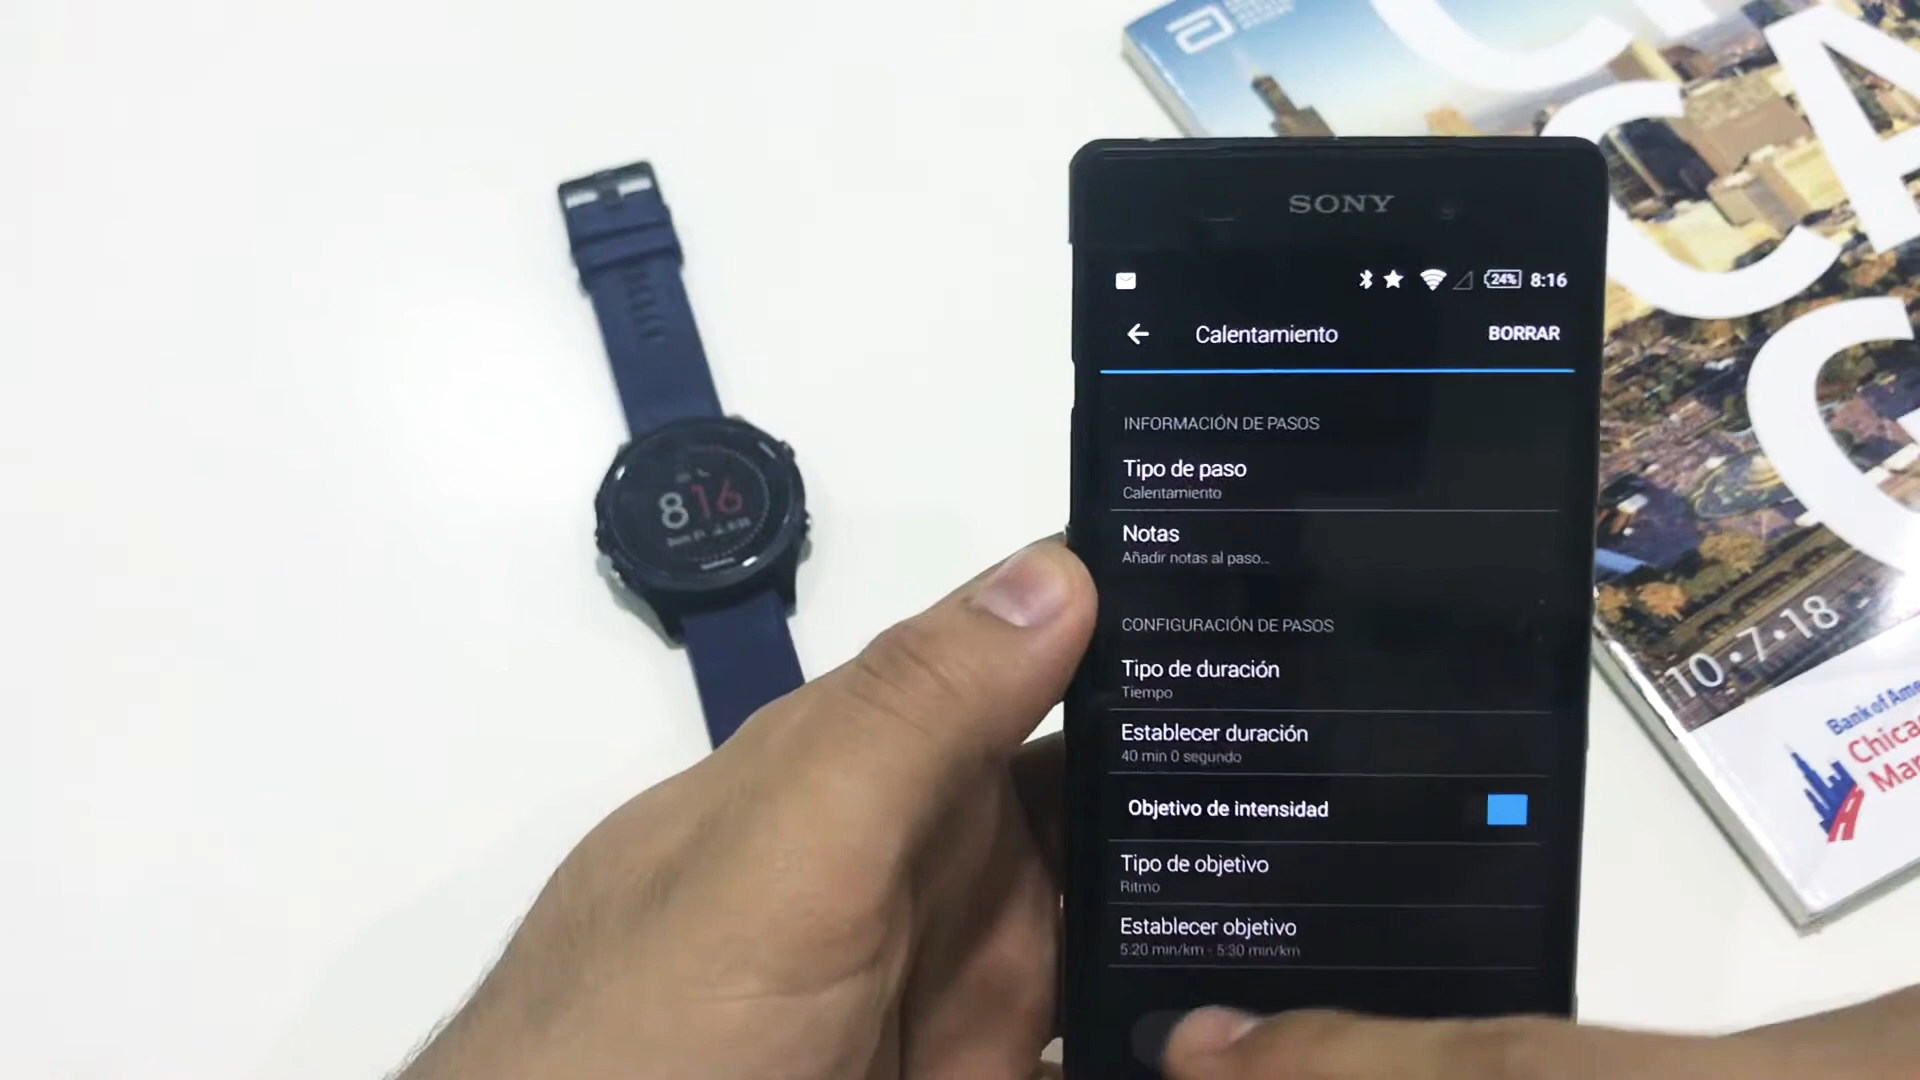 SONY
24% 8:16
Calentamiento BORRAR
INFORMACIÓN DE PASOS
Tipo de paso
Calentamiento
Notas
Añadir notas al paso...
CONFIGURACIÓN DE PASOS
Tipo de duración
Tiempo
Establecer duración
40 min 0 segundo
Objetivo de intensidad
Tipo de objetivo
Ritmo
Establecer objetivo
5:20 min/km - 5:30 min/km
816
10•7•18
Bank of Ame
Chica
Mar
C
CA
G